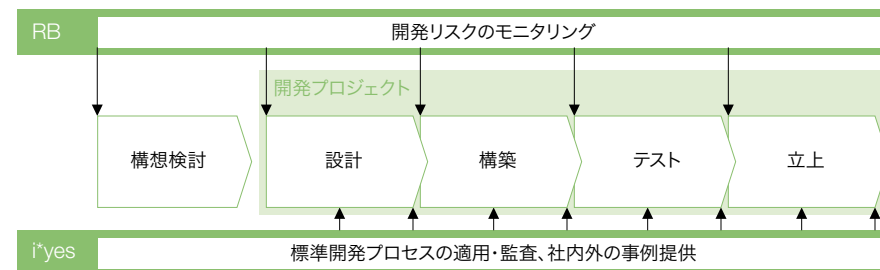 RB
開発リスクのモニタリング
開発プロジェクト
構想検討
設計
構築
テスト
立上
i*yes
標準開発プロセスの適用・監査、社内外の事例提供